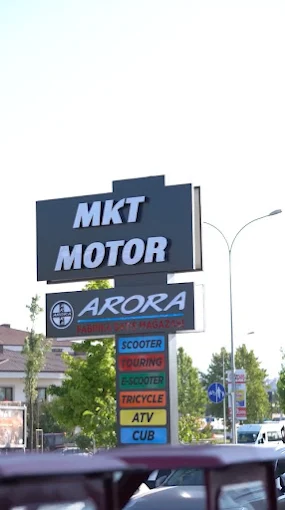 MKT
MOTOR
ARORA
SCOOTER
TOURING
E-SCOOTER
TRICYCLE
ATV
CUB